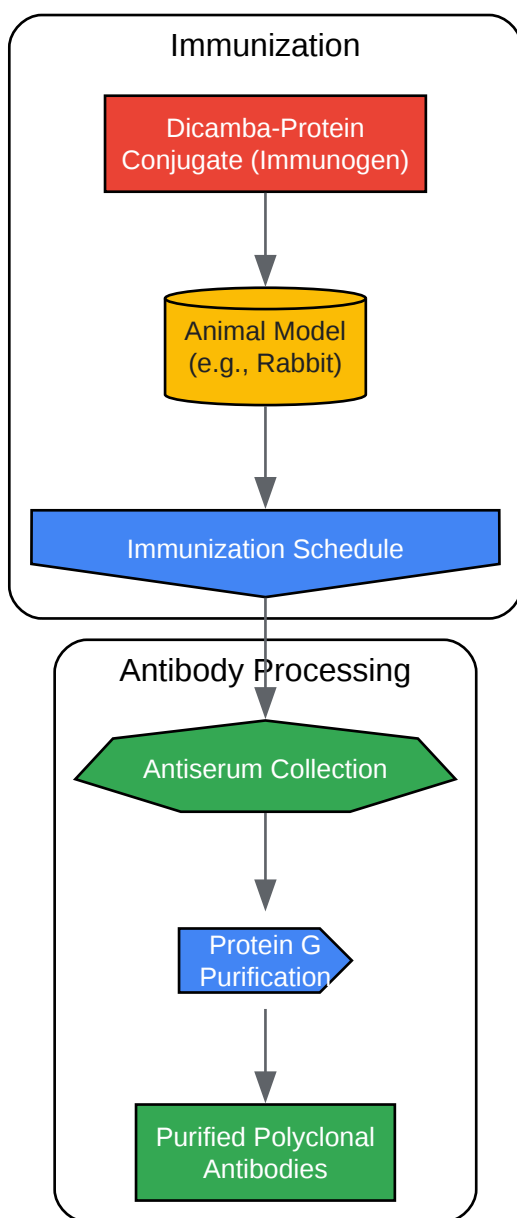 Immunization
Dicamba-Protein
Conjugate (Immunogen)
Animal Model
(e.g., Rabbit)
Immunization Schedule
Antibody Processing
Antiserum Collection
Protein G
Purification
Purified Polyclonal
Antibodies